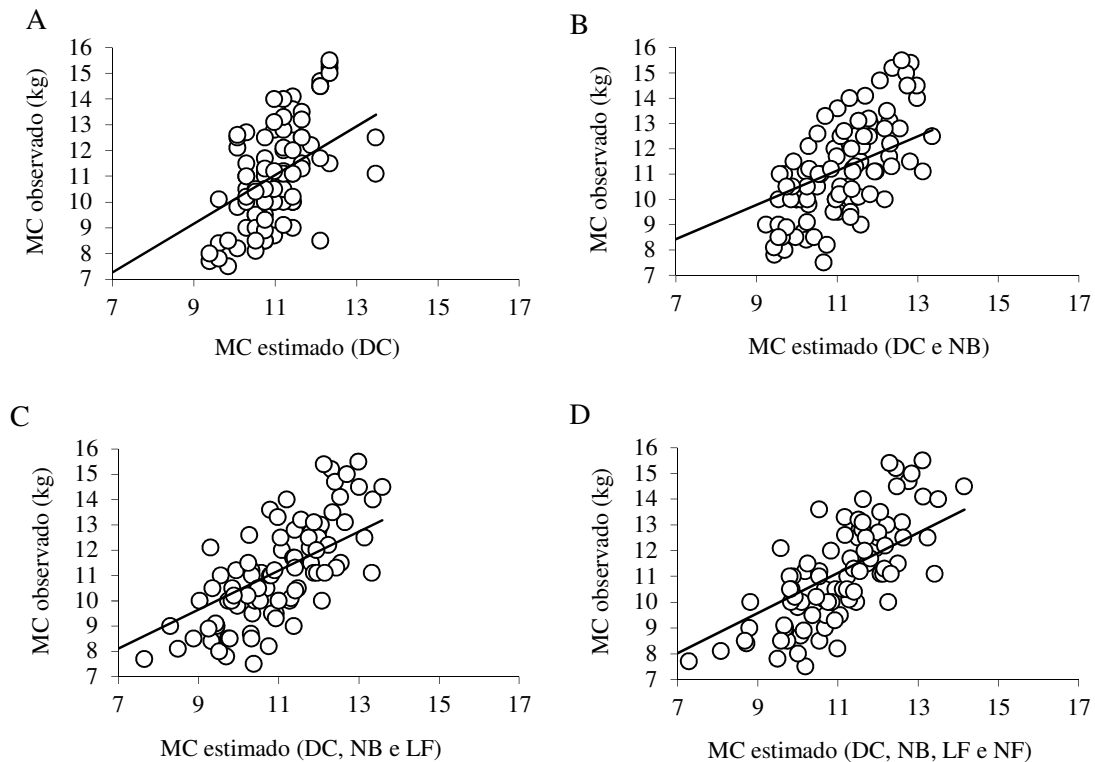 A
16
15
14
13
12
11
10
9
8
7
MC observado (kg)
7 9 11 13 15 17
MC estimado (DC)
B
16
15
14
13
12
11
10
9
8
7
MC observado (kg)
7 9 11 13 15 17
MC estimado (DC e NB)
C
16
15
14
13
12
11
10
9
8
7
MC observado (kg)
7 9 11 13 15 17
MC estimado (DC, NB e LF)
D
16
15
14
13
12
11
10
9
8
7
MC observado (kg)
7 9 11 13 15 17
MC estimado (DC, NB, LF e NF)